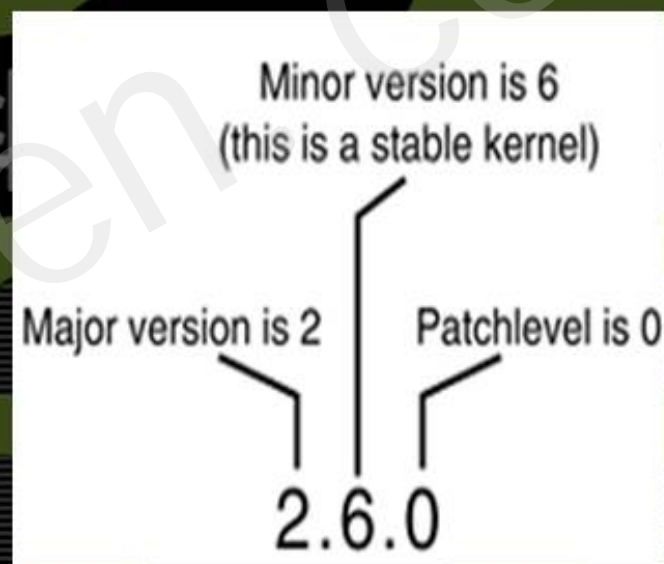 Minor version is 6
(this is a stable kernel)
Major version is 2 Patchlevel is 0
2.6.0